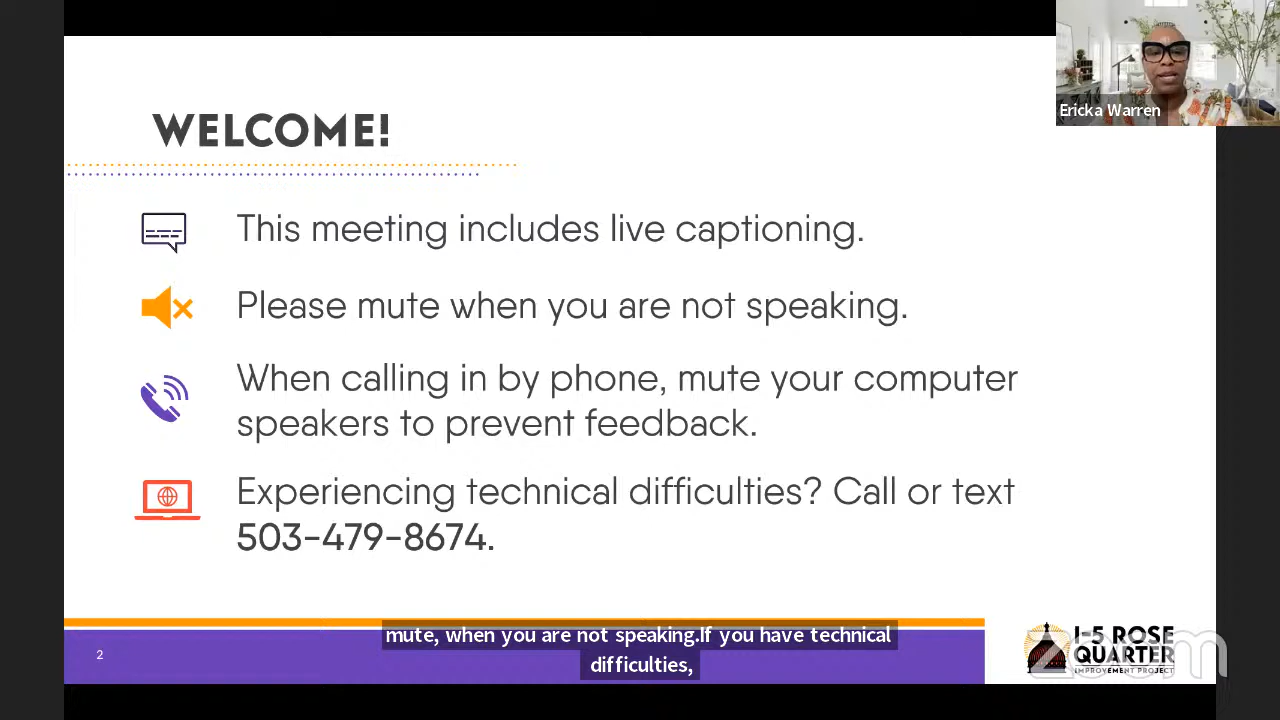 WELCOME!
Ericka Warren
This meeting includes live captioning.
Please mute when you are not speaking.
When calling in by phone, mute your computer
speakers to prevent feedback.
Experiencing technical difficulties? Call or text
503-479-8674.
mute, when you are not speaking.If you have technical
difficulties,
2
I-5 ROSE
QUARTER
IMPROVEMENT PROJECT
zoom